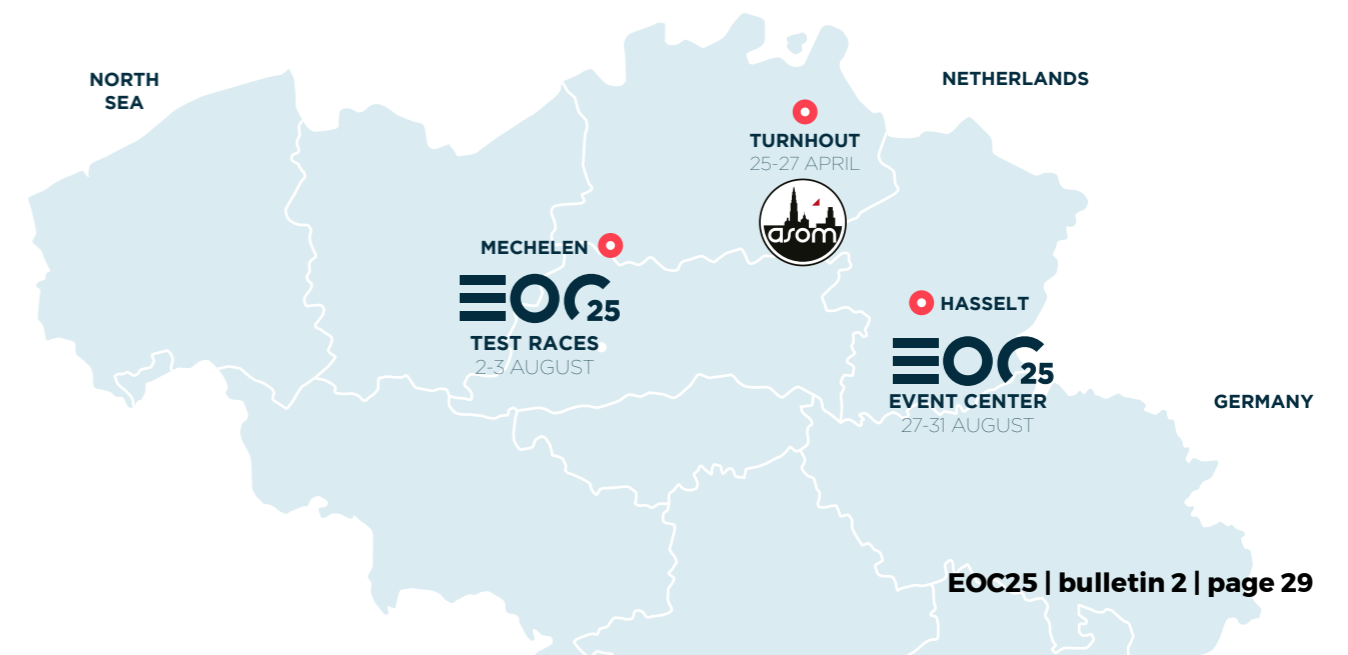 NORTH
SEA
NETHERLANDS
TURNHOUT
25-27 APRIL
asom
MECHELEN
EOC25
TEST RACES
2-3 AUGUST
HASSELT
EOC25
EVENT CENTER
27-31 AUGUST
GERMANY
EOC25 | bulletin 2 | page 29